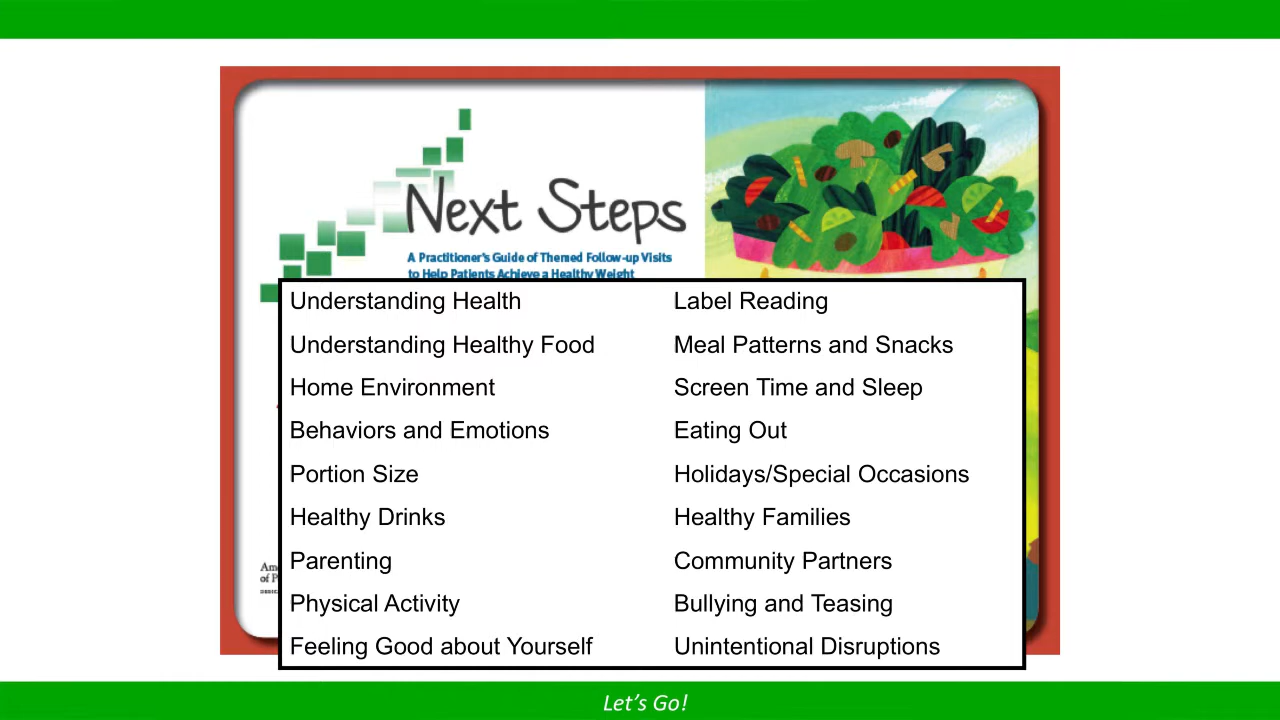 Next Steps
A Practitioner's Guide of Themed Follow-up Visits
to Help Patients Achieve a Healthy Weight
Understanding Health
Understanding Healthy Food
Home Environment
Behaviors and Emotions
Portion Size
Healthy Drinks
Parenting
Physical Activity
Feeling Good about Yourself
Label Reading
Meal Patterns and Snacks
Screen Time and Sleep
Eating Out
Holidays/Special Occasions
Healthy Families
Community Partners
Bullying and Teasing
Unintentional Disruptions
of
Let's Go!